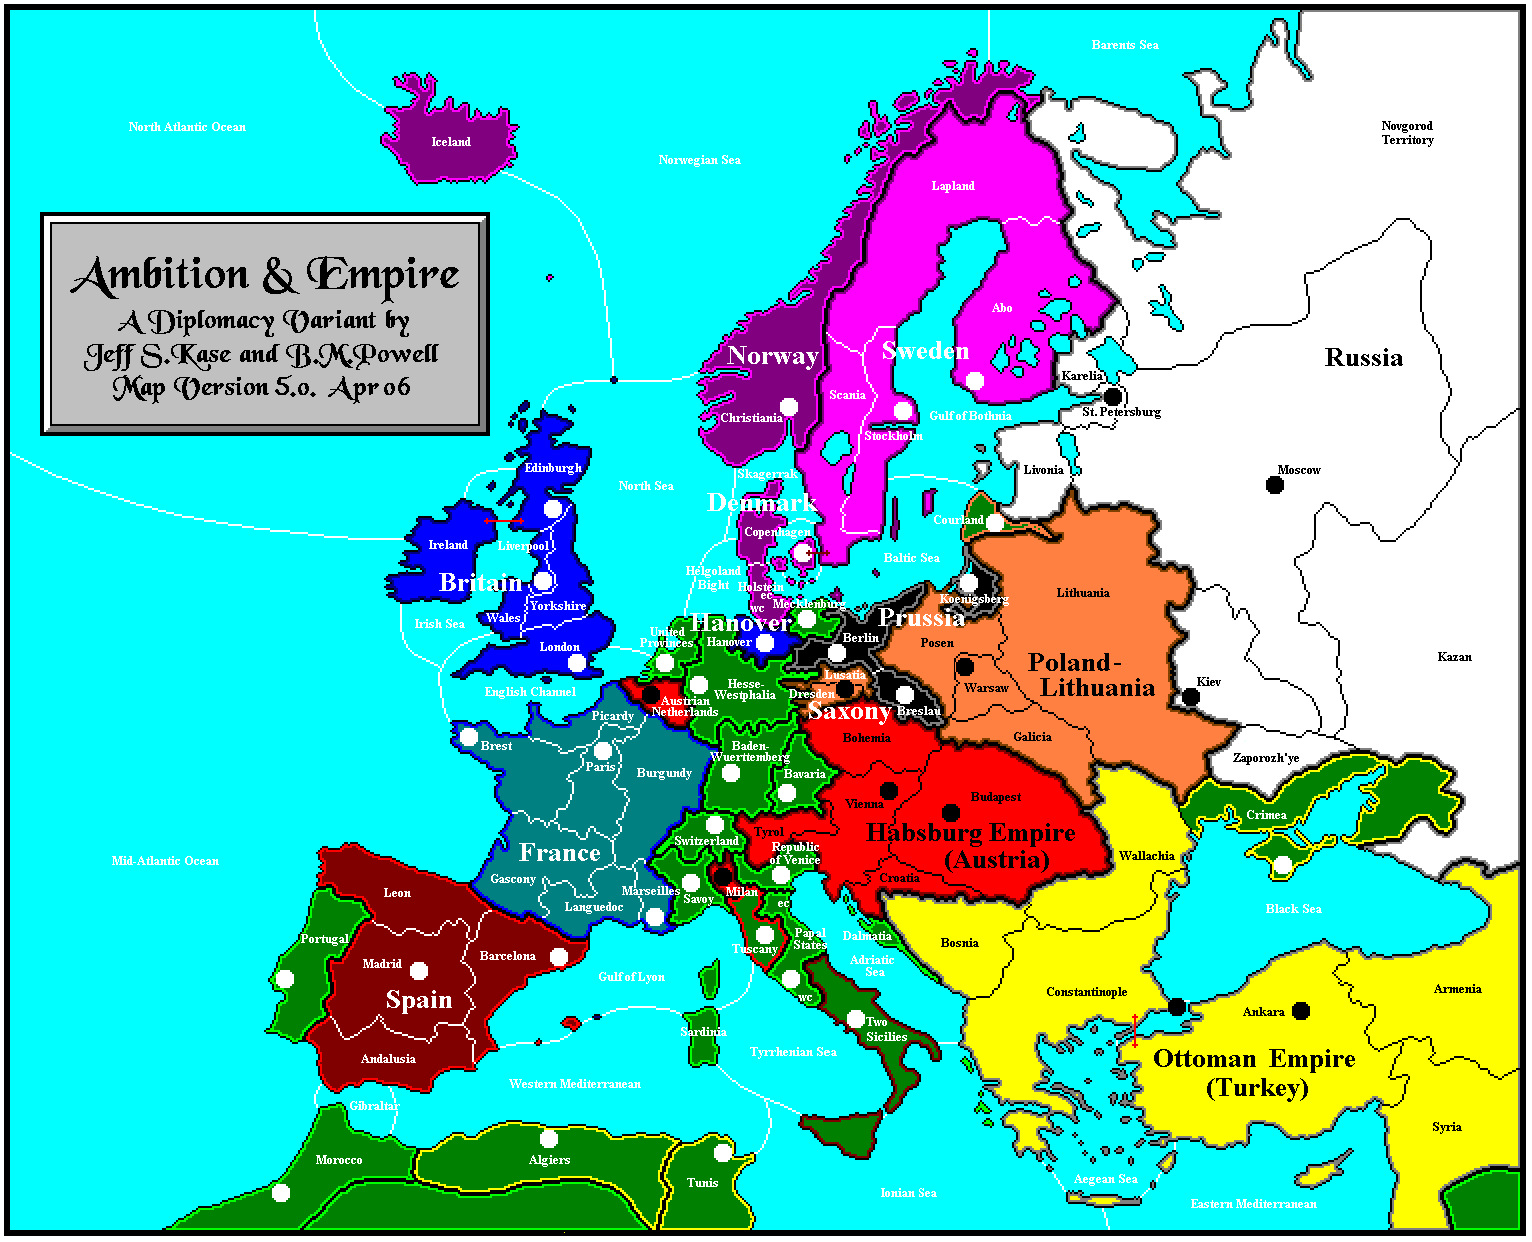 Barents Sea
North Atlantic Ocean
Iceland
Norwegian Sea
Novgorod
Territory
Lapland
Ambition & Empire
A Diplomacy Variant by
Jeff S.Kase and B.M.Powell
Map Version 5.0. Apr 06
Abo
Norway
Sweden
Russia
Karelia
Christiania
Scania
Gulf of Bothnia
St. Petersburg
Stockholm
Edinburgh
Skagerrak
Livonia
Moscow
North Sea
Denmark
Courland
Copenhagen
Ireland
Liverpool
Baltic Sea
Helgoland
Bight
Britain
Holstein
ec
wc
Koenigsberg
Lithuania
Yorkshire
Mecklenburg
Wales
Irish Sea
Hanover
Prussia
United
Provinces
Hanover
Berlin
Posen
London
Poland-
Lithuania
Kazan
Lusatia
Kiev
Hesse-
Westphalia
Dresden
Warsaw
English Channel
Austrian
Netherlands
Saxony
Breslau
Picardy
Brest
Bohemia
Galicia
Baden-
Wuerttemberg
Zaporozh'ye
Paris
Burgundy
Bavaria
Vienna
Budapest
Crimea
Tyrol
Habsburg Empire
(Austria)
Switzerland
France
Republic
of Venice
Wallachia
Mid-Atlantic Ocean
Gascony
Croatia
Leon
Marseilles
Savoy
Milan
Languedoc
ec
Black Sea
Portugal
Papal
States
Dalmatia
Tuscany
Bosnia
Madrid
Barcelona
Adriatic
Sea
Gulf of Lyon
Constantinople
Armenia
Spain
wc
Ankara
Two
Sicilies
Sardinia
Tyrrhenian Sea
Andalusia
Ottoman Empire
(Turkey)
Western Mediterranean
Gibraltar
Syria
Morocco
Algiers
Tunis
Aegean Sea
Ionian Sea
Eastern Mediterranean